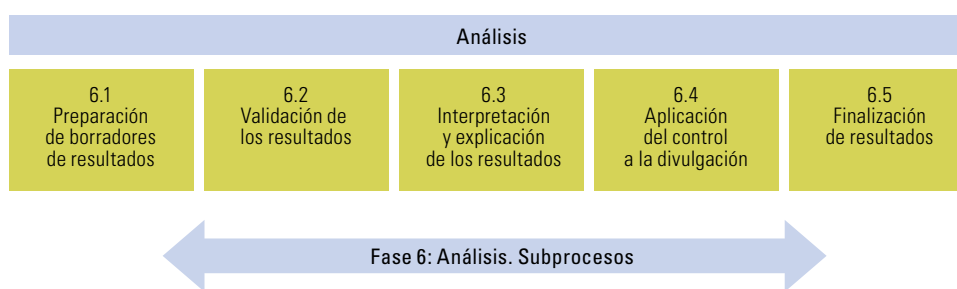 Análisis
6.1
Preparación
de borradores
de resultados
6.2
Validación de
los resultados
6.3
Interpretación
y explicación
de los resultados
6.4
Aplicación
del control
a la divulgación
6.5
Finalización
de resultados
Fase 6: Análisis. Subprocesos